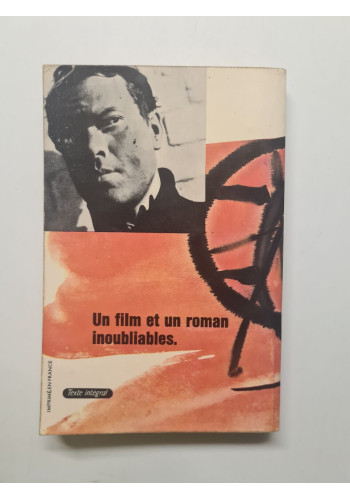 Un film et un roman
inoubliables.
Texte intégral
IMPRIMÉ EN FRANCE